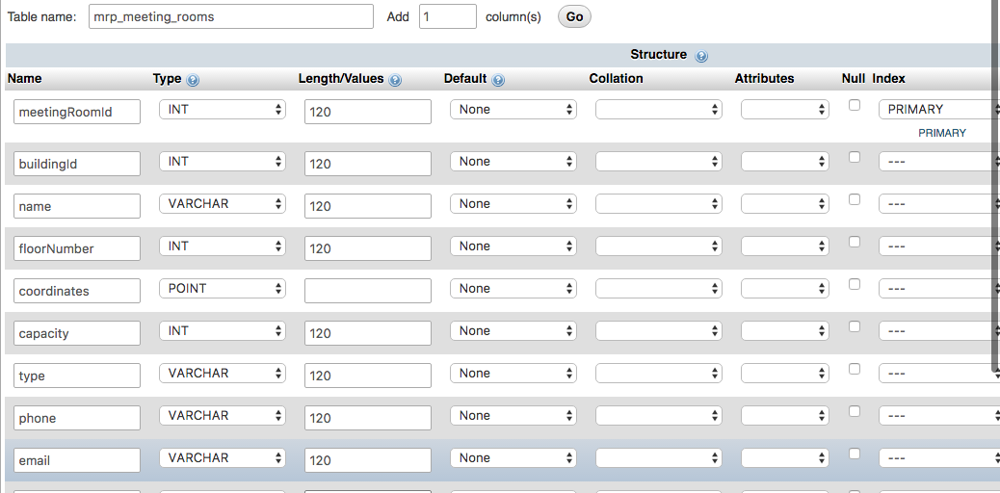 Table name: mrp_meeting_rooms Add 1 column(s) Go
Structure
Name Type Length/Values Default Collation Attributes Null Index
meetingRoomId INT 120 None PRIMARY
PRIMARY
buildingId INT 120 None ---
name VARCHAR 120 None ---
floorNumber INT 120 None ---
coordinates POINT None ---
capacity INT 120 None ---
type VARCHAR 120 None ---
phone VARCHAR 120 None ---
email VARCHAR 120 None ---